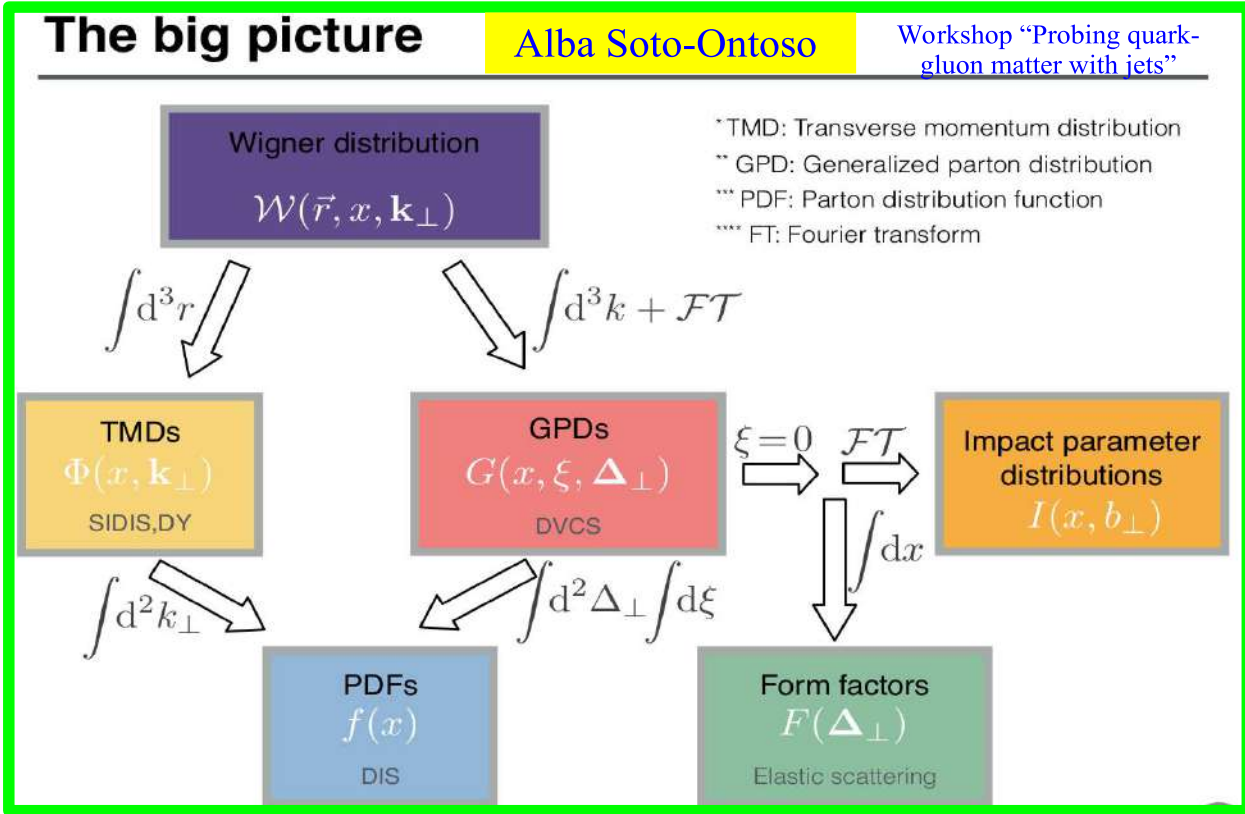 The big picture
Alba Soto-Ontoso
Workshop “Probing quark-
gluon matter with jets”
Wigner distribution
𝒲(r⃗, x, k⊥)
* TMD: Transverse momentum distribution
** GPD: Generalized parton distribution
*** PDF: Parton distribution function
**** FT: Fourier transform
∫d³r
∫d³k + ℱ𝒯
TMDs
Φ(x, k⊥)
SIDIS,DY
GPDs
G(x, ξ, Δ⊥)
DVCS
ξ=0
ℱ𝒯
Impact parameter
distributions
I(x, b⊥)
∫d²k⊥
∫d²Δ⊥∫dξ
∫dx
PDFs
f(x)
DIS
Form factors
F(Δ⊥)
Elastic scattering